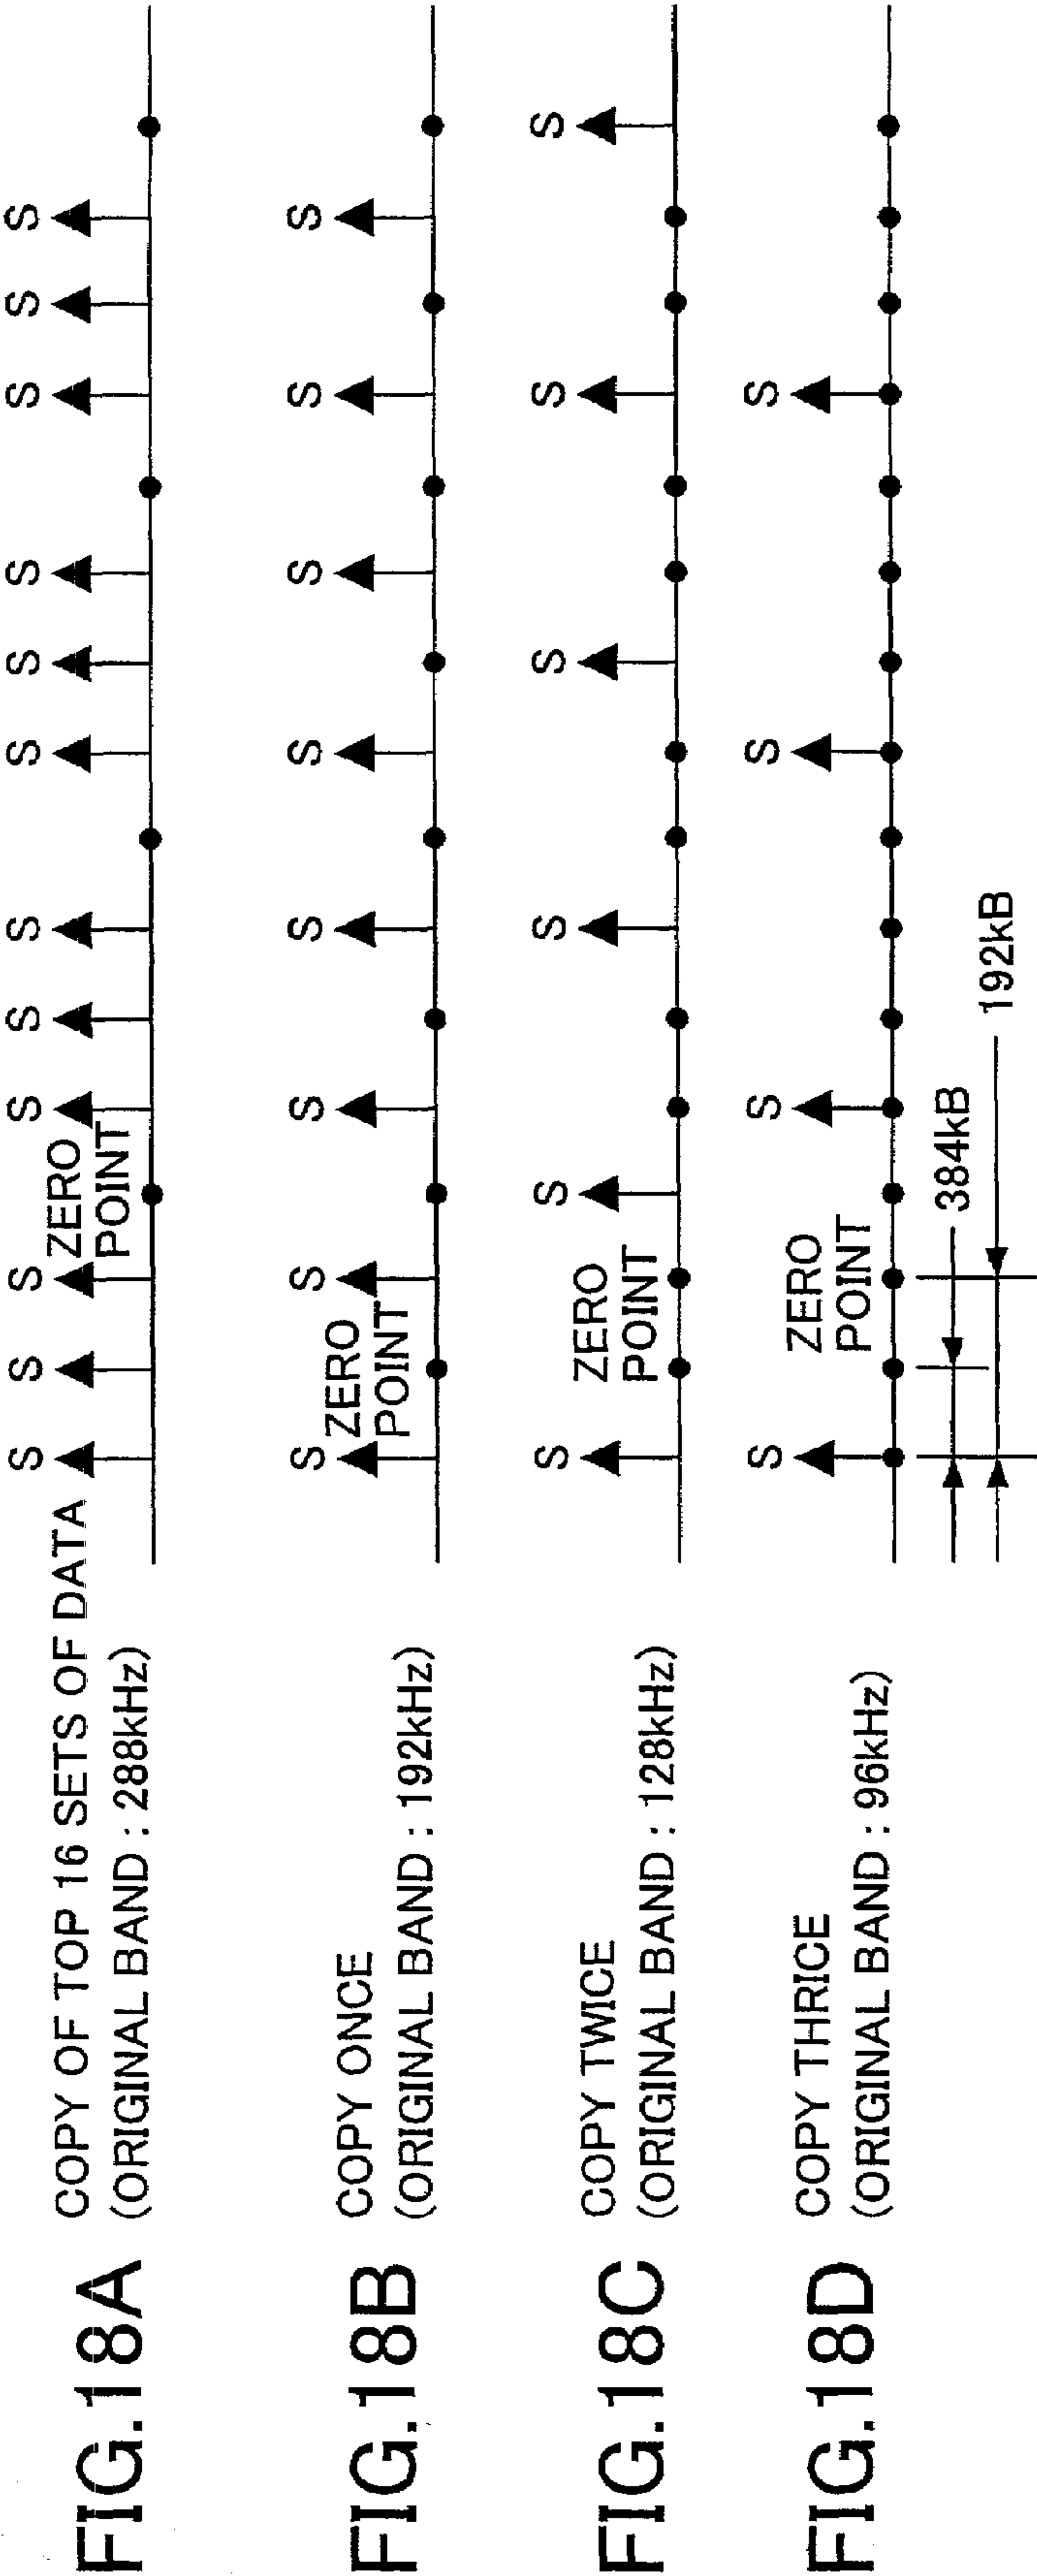 FIG.18A
COPY OF TOP 16 SETS OF DATA
(ORIGINAL BAND : 288kHz)
S S S S S S S S S S S S
ZERO
POINT
FIG.18B
COPY ONCE
(ORIGINAL BAND : 192kHz)
S S S S S S S S
ZERO
POINT
FIG.18C
COPY TWICE
(ORIGINAL BAND : 128kHz)
S S S S S S
ZERO
POINT
FIG.18D
COPY THRICE
(ORIGINAL BAND : 96kHz)
S S S S
ZERO
POINT
384kB
192kB